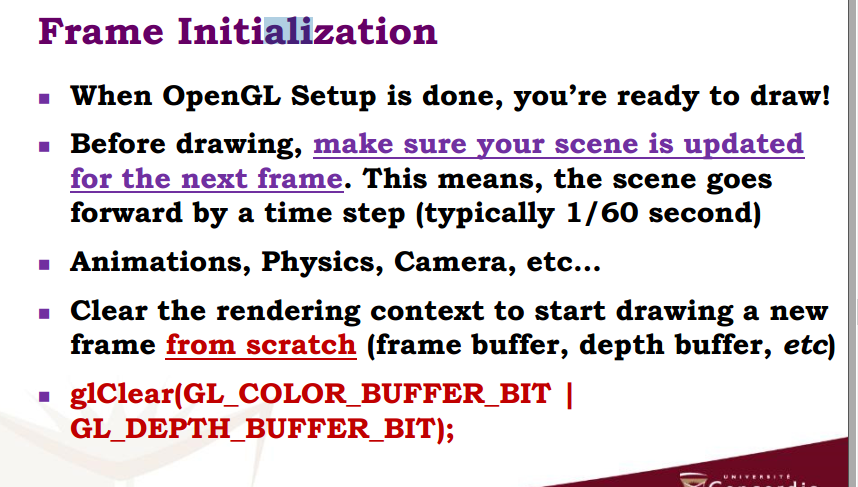 Frame Initialization
▪ When OpenGL Setup is done, you’re ready to draw!
▪ Before drawing, make sure your scene is updated
for the next frame. This means, the scene goes
forward by a time step (typically 1/60 second)
▪ Animations, Physics, Camera, etc…
▪ Clear the rendering context to start drawing a new
frame from scratch (frame buffer, depth buffer, etc)
▪ glClear(GL_COLOR_BUFFER_BIT |
GL_DEPTH_BUFFER_BIT);
UNIVERSITÉ
Concordia